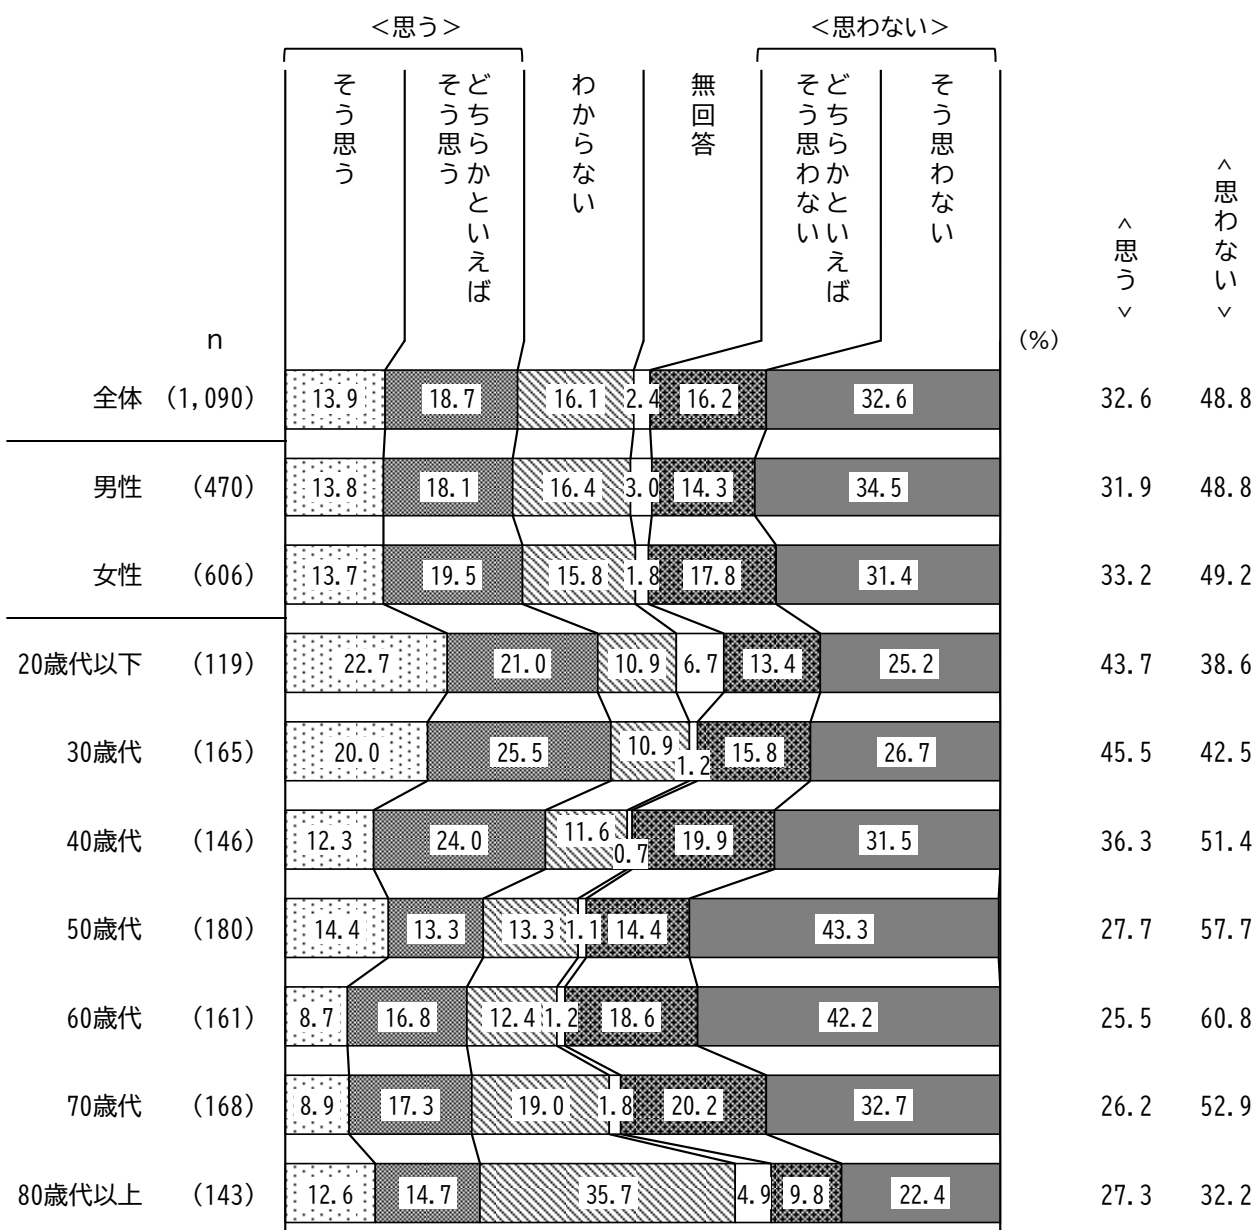 ＜思う＞ ＜思わない＞
そう思う
どちらかといえば
そう思う
わからない
無回答
どちらかといえば
そう思わない
そう思わない
＜思う＞
＜思わない＞
n (%)
全体 (1,090) 13.9 18.7 16.1 2.4 16.2 32.6 32.6 48.8
男性 (470) 13.8 18.1 16.4 3.0 14.3 34.5 31.9 48.8
女性 (606) 13.7 19.5 15.8 1.8 17.8 31.4 33.2 49.2
20歳代以下 (119) 22.7 21.0 10.9 6.7 13.4 25.2 43.7 38.6
30歳代 (165) 20.0 25.5 10.9 1.2 15.8 26.7 45.5 42.5
40歳代 (146) 12.3 24.0 11.6 0.7 19.9 31.5 36.3 51.4
50歳代 (180) 14.4 13.3 13.3 1.1 14.4 43.3 27.7 57.7
60歳代 (161) 8.7 16.8 12.4 1.2 18.6 42.2 25.5 60.8
70歳代 (168) 8.9 17.3 19.0 1.8 20.2 32.7 26.2 52.9
80歳代以上 (143) 12.6 14.7 35.7 4.9 9.8 22.4 27.3 32.2